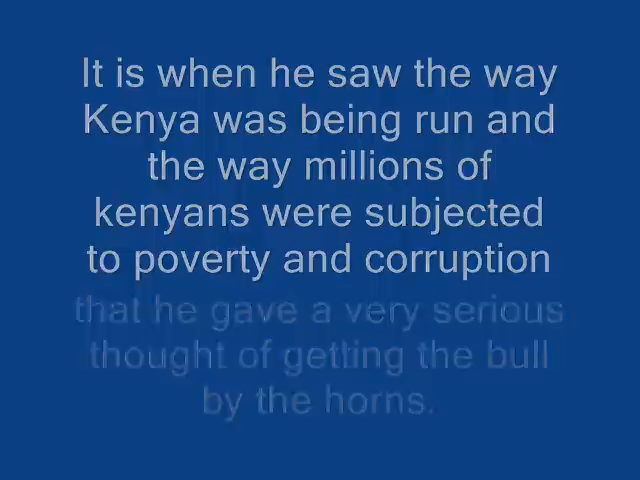 It is when he saw the way
Kenya was being run and
the way millions of
kenyans were subjected
to poverty and corruption
that he gave a very serious
thought of getting the bull
by the horns.